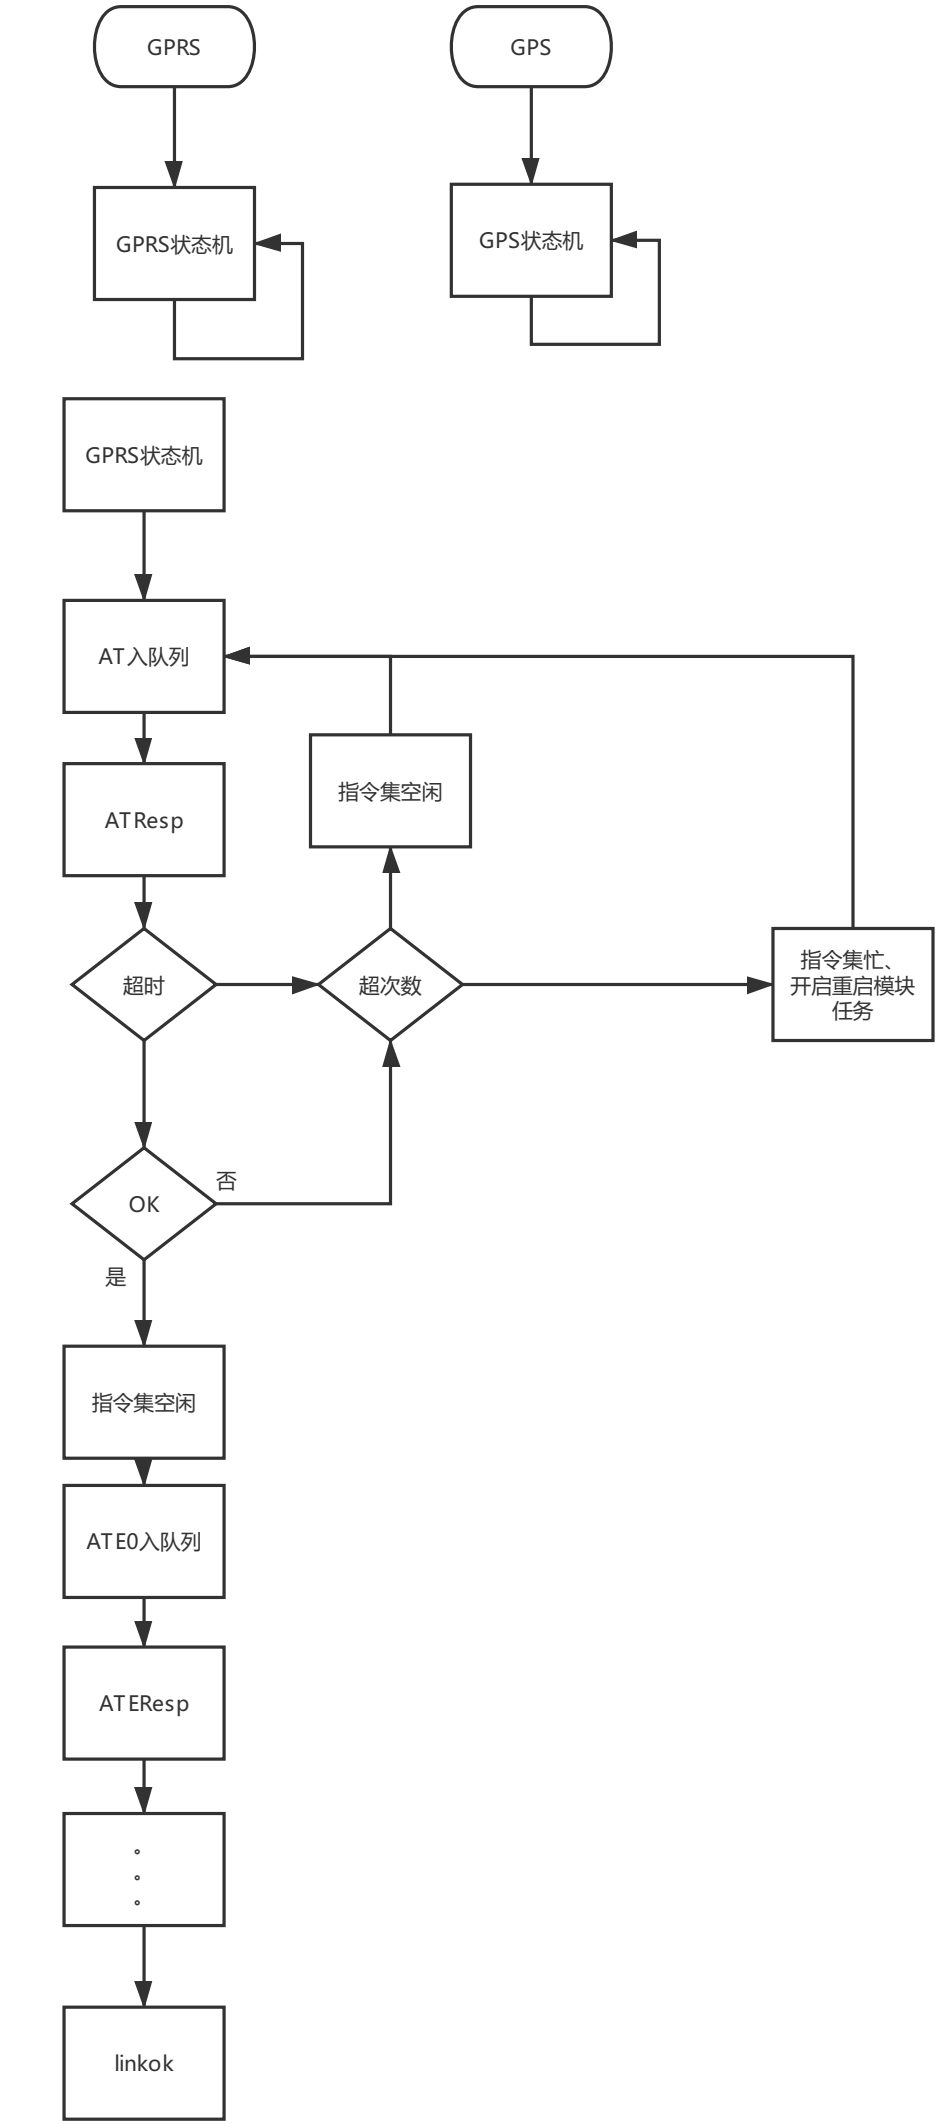 GPRS
GPS
GPRS状态机
GPS状态机
GPRS状态机
AT入队列
指令集空闲
ATResp
超时
超次数
指令集忙、
开启重启模块
任务
否
OK
是
指令集空闲
ATE0入队列
ATEResp
。
。
。
linkok